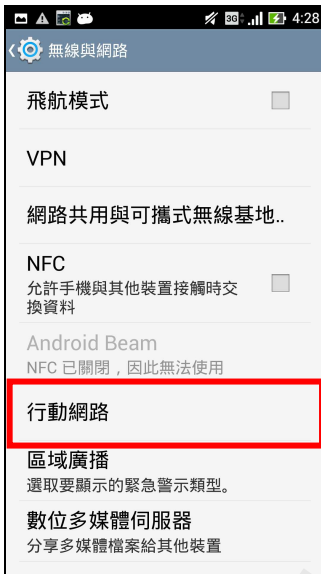 3G 4:28
無線與網路
飛航模式
VPN
網路共用與可攜式無線基地..
NFC
允許手機與其他裝置接觸時交
換資料
Android Beam
NFC 已關閉，因此無法使用
行動網路
區域廣播
選取要顯示的緊急警示類型。
數位多媒體伺服器
分享多媒體檔案給其他裝置